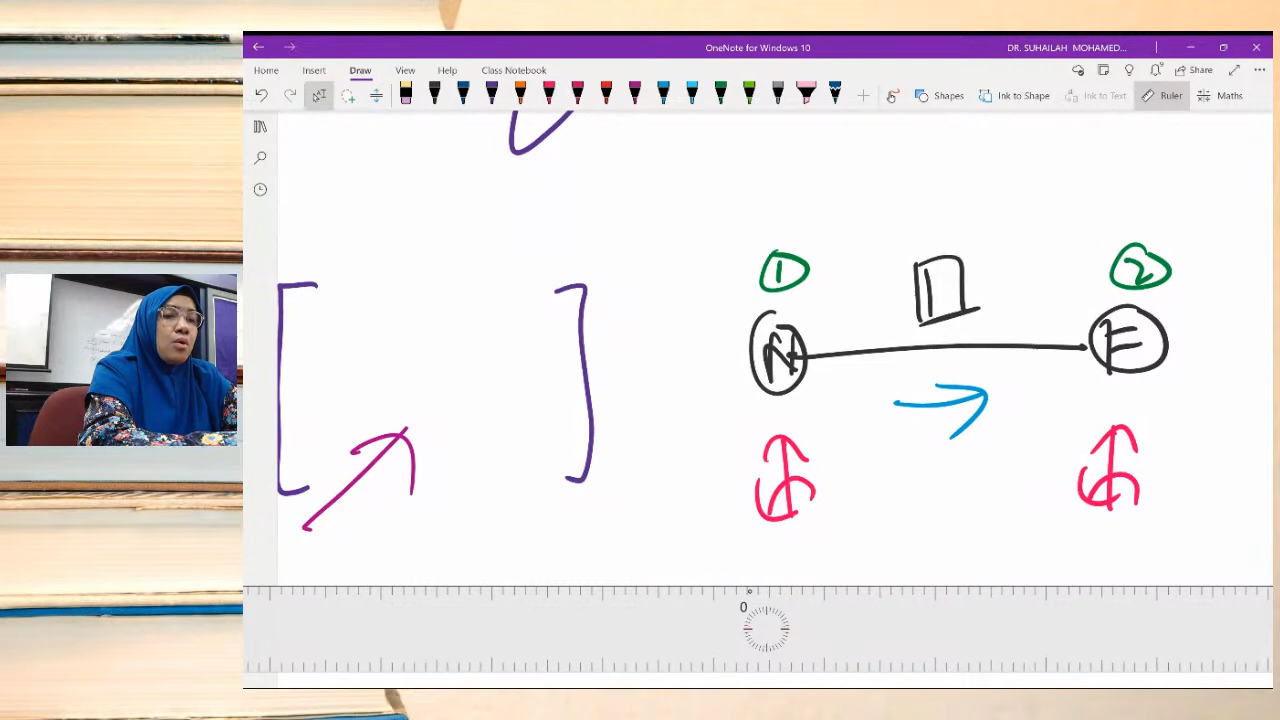 OneNote for Windows 10
DR. SUHAILAH MOHAMED...
Home Insert Draw View Help Class Notebook
Share
Shapes Ink to Shape Ink to Text Ruler Maths
1
2
N
F
0